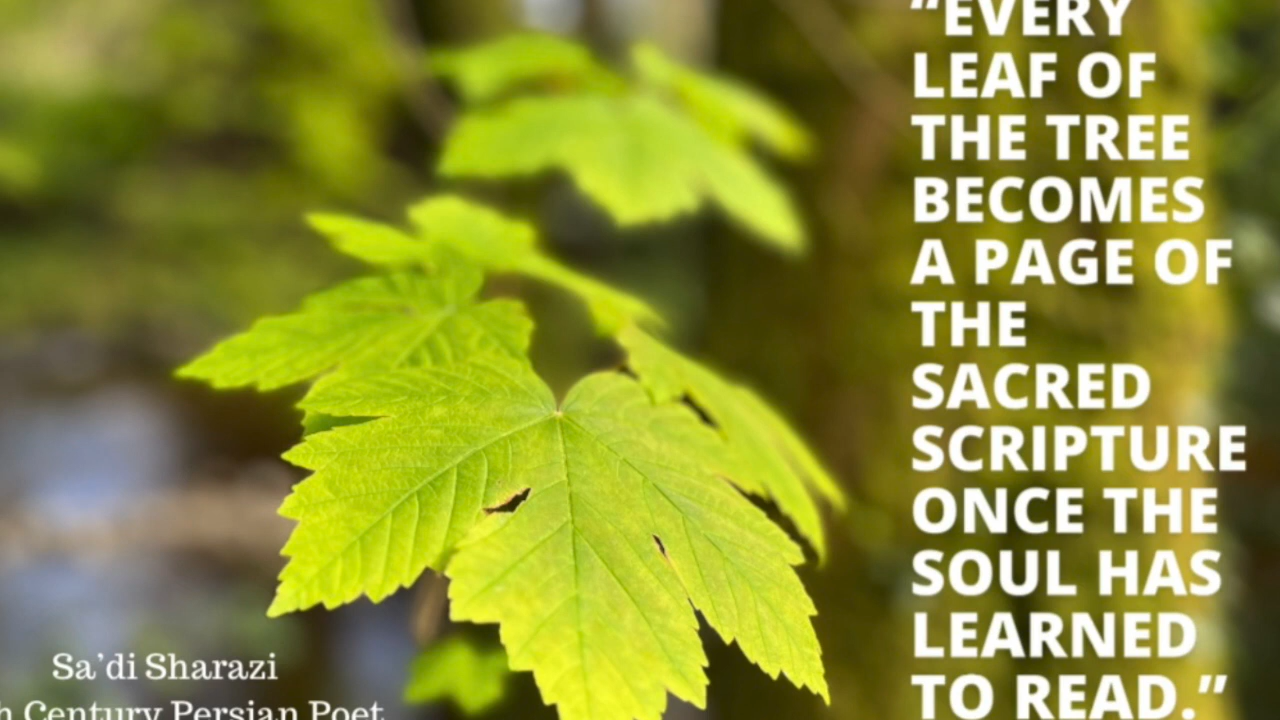 “EVERY
LEAF OF
THE TREE
BECOMES
A PAGE OF
THE
SACRED
SCRIPTURE
ONCE THE
SOUL HAS
LEARNED
TO READ.”
Sa’di Sharazi
Century Persian Poet